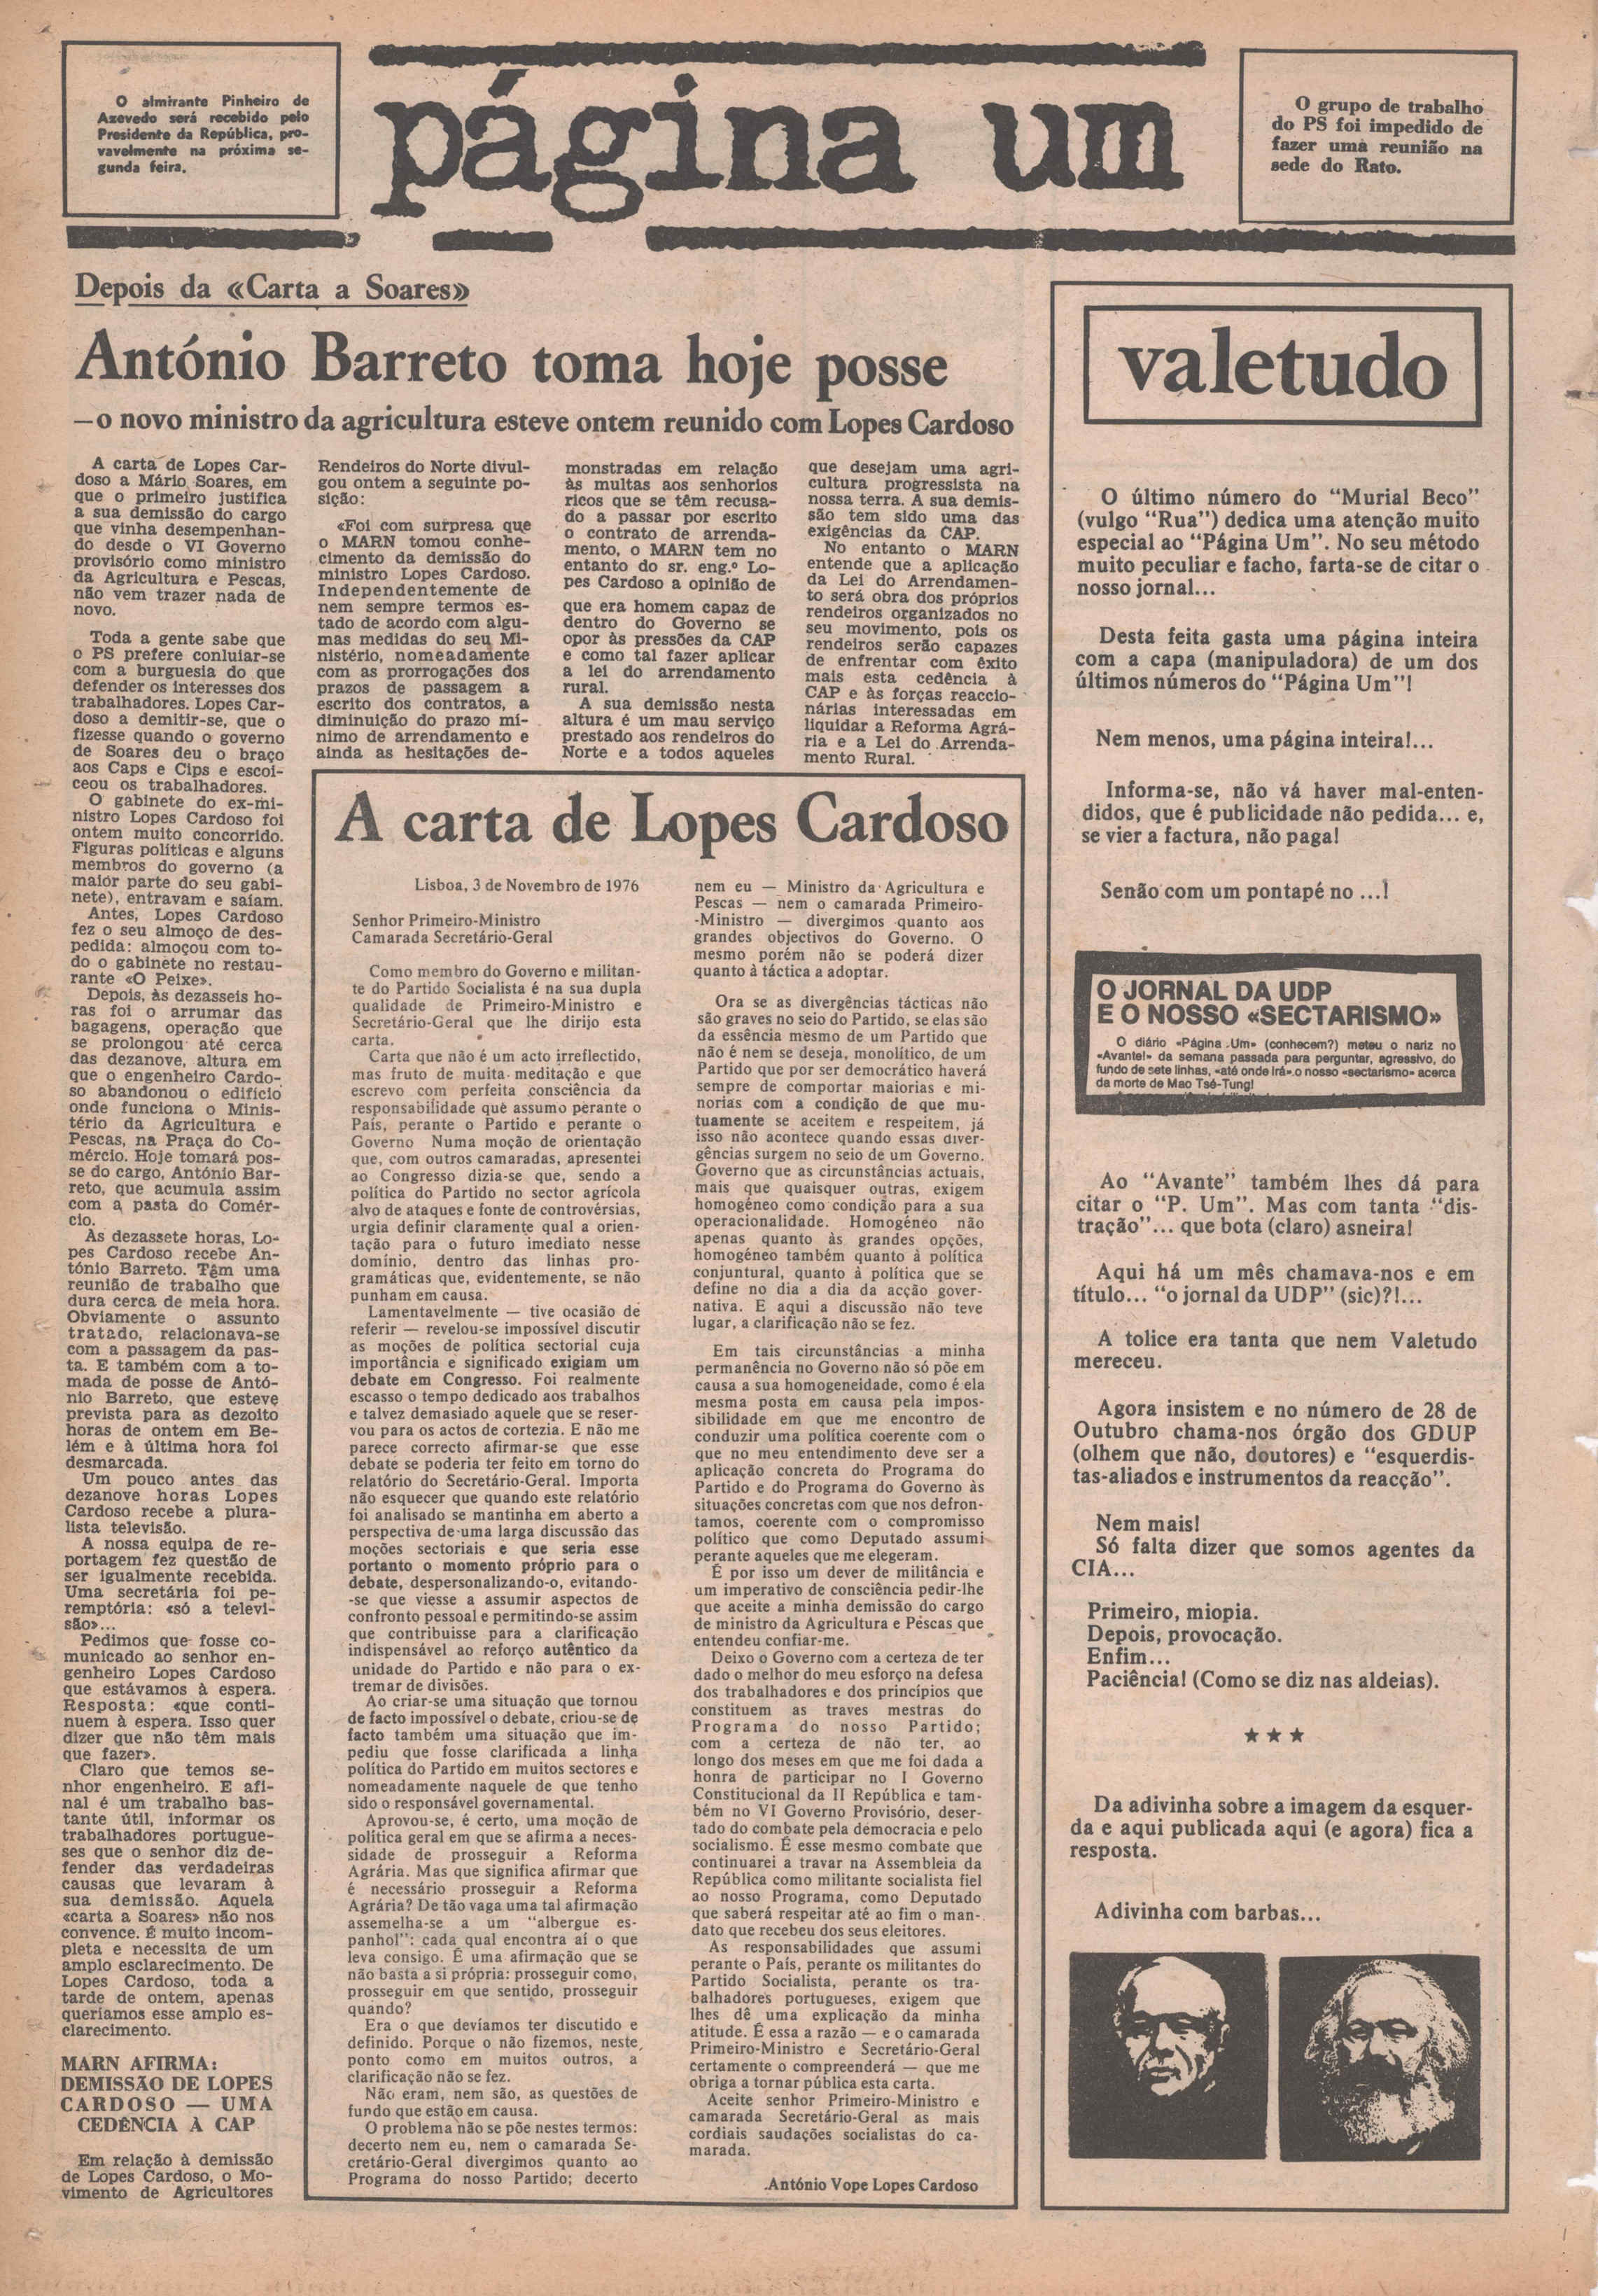 O almirante Pinheiro de
Azevedo será recebido pelo
Presidente da República, pro-
vavelmente na próxima se-
gunda feira.
página um
O grupo de trabalho
do PS foi impedido de
fazer uma reunião na
sede do Rato.
Depois da «Carta a Soares»
António Barreto toma hoje posse
—o novo ministro da agricultura esteve ontem reunido com Lopes Cardoso
A carta de Lopes Car-
doso a Mário Soares, em
que o primeiro justifica
a sua demissão do cargo
que vinha desempenhan-
do desde o VI Governo
provisório como ministro
da Agricultura e Pescas,
não vem trazer nada de
novo.
Toda a gente sabe que
o PS prefere conluiar-se
com a burguesia do que
defender os interesses dos
trabalhadores. Lopes Car-
doso a demitir-se, que o
fizesse quando o governo
de Soares deu o braço
aos Caps e Cips e escoi-
ceou os trabalhadores.
O gabinete do ex-mi-
nistro Lopes Cardoso foi
ontem muito concorrido.
Figuras políticas e alguns
membros do governo (a
maior parte do seu gabi-
nete), entravam e saíam.
Antes, Lopes Cardoso
fez o seu almoço de des-
pedida: almoçou com to-
do o gabinete no restau-
rante «O Peixe».
Depois, às dezasseis ho-
ras foi o arrumar das
bagagens, operação que
se prolongou até cerca
das dezanove, altura em
que o engenheiro Cardo-
so abandonou o edifício
onde funciona o Minis-
tério da Agricultura e
Pescas, na Praça do Co-
mércio. Hoje tomará pos-
se do cargo, António Bar-
reto, que acumula assim
com a pasta do Comér-
cio.
Às dezassete horas, Lo-
pes Cardoso recebe An-
tónio Barreto. Têm uma
reunião de trabalho que
dura cerca de meia hora.
Obviamente o assunto
tratado, relacionava-se
com a passagem da pas-
ta. E também com a to-
mada de posse de Antó-
nio Barreto, que esteve
prevista para as dezoito
horas de ontem em Be-
lém e à última hora foi
desmarcada.
Um pouco antes das
dezanove horas Lopes
Cardoso recebe a plura-
lista televisão.
A nossa equipa de re-
portagem fez questão de
ser igualmente recebida.
Uma secretária foi pe-
remptória: «só a televi-
são»...
Pedimos que fosse co-
municado ao senhor en-
genheiro Lopes Cardoso
que estávamos à espera.
Resposta: «que conti-
nuem à espera. Isso quer
dizer que não têm mais
que fazer».
Claro que temos se-
nhor engenheiro. E afi-
nal é um trabalho bas-
tante útil, informar os
trabalhadores portugue-
ses que o senhor diz de-
fender das verdadeiras
causas que levaram à
sua demissão. Aquela
«carta a Soares» não nos
convence. É muito incom-
pleta e necessita de um
amplo esclarecimento. De
Lopes Cardoso, toda a
tarde de ontem, apenas
queríamos esse amplo es-
clarecimento.
MARN AFIRMA:
DEMISSÃO DE LOPES
CARDOSO — UMA
CEDÊNCIA À CAP
Em relação à demissão
de Lopes Cardoso, o Mo-
vimento de Agricultores
Rendeiros do Norte divul-
gou ontem a seguinte po-
sição:
«Foi com surpresa que
o MARN tomou conhe-
cimento da demissão do
ministro Lopes Cardoso.
Independentemente de
nem sempre termos es-
tado de acordo com algu-
mas medidas do seu Mi-
nistério, nomeadamente
com as prorrogações dos
prazos de passagem a
escrito dos contratos, a
diminuição do prazo mí-
nimo de arrendamento e
ainda as hesitações de-
monstradas em relação
às multas aos senhorios
ricos que se têm recusa-
do a passar por escrito
o contrato de arrenda-
mento, o MARN tem no
entanto do sr. eng.º Lo-
pes Cardoso a opinião de
que era homem capaz de
dentro do Governo se
opor às pressões da CAP
e como tal fazer aplicar
a lei do arrendamento
rural.
A sua demissão nesta
altura é um mau serviço
prestado aos rendeiros do
Norte e a todos aqueles
que desejam uma agri-
cultura progressista na
nossa terra. A sua demis-
são tem sido uma das
exigências da CAP.
No entanto o MARN
entende que a aplicação
da Lei do Arrendamen-
to será obra dos próprios
rendeiros organizados no
seu movimento, pois os
rendeiros serão capazes
de enfrentar com êxito
mais esta cedência à
CAP e às forças reaccio-
nárias interessadas em
liquidar a Reforma Agrá-
ria e a Lei do Arrenda-
mento Rural.
A carta de Lopes Cardoso
Lisboa, 3 de Novembro de 1976
Senhor Primeiro-Ministro
Camarada Secretário-Geral
Como membro do Governo e militan-
te do Partido Socialista é na sua dupla
qualidade de Primeiro-Ministro e
Secretário-Geral que lhe dirijo esta
carta.
Carta que não é um acto irreflectido,
mas fruto de muita meditação e que
escrevo com perfeita consciência da
responsabilidade que assumo perante o
País, perante o Partido e perante o
Governo Numa moção de orientação
que, com outros camaradas, apresentei
ao Congresso dizia-se que, sendo a
política do Partido no sector agrícola
alvo de ataques e fonte de controvérsias,
urgia definir claramente qual a orien-
tação para o futuro imediato nesse
domínio, dentro das linhas pro-
gramáticas que, evidentemente, se não
punham em causa.
Lamentavelmente — tive ocasião de
referir — revelou-se impossível discutir
as moções de política sectorial cuja
importância e significado exigiam um
debate em Congresso. Foi realmente
escasso o tempo dedicado aos trabalhos
e talvez demasiado aquele que se reser-
vou para os actos de cortezia. E não me
parece correcto afirmar-se que esse
debate se poderia ter feito em torno do
relatório do Secretário-Geral. Importa
não esquecer que quando este relatório
foi analisado se mantinha em aberto a
perspectiva de uma larga discussão das
moções sectoriais e que seria esse
portanto o momento próprio para o
debate, despersonalizando-o, evitando-
-se que viesse a assumir aspectos de
confronto pessoal e permitindo-se assim
que contribuisse para a clarificação
indispensável ao reforço autêntico da
unidade do Partido e não para o ex-
tremar de divisões.
Ao criar-se uma situação que tornou
de facto impossível o debate, criou-se de
facto também uma situação que im-
pediu que fosse clarificada a linha
política do Partido em muitos sectores e
nomeadamente naquele de que tenho
sido o responsável governamental.
Aprovou-se, é certo, uma moção de
política geral em que se afirma a neces-
sidade de prosseguir a Reforma
Agrária. Mas que significa afirmar que
é necessário prosseguir a Reforma
Agrária? De tão vaga uma tal afirmação
assemelha-se a um "albergue es-
panhol": cada qual encontra aí o que
leva consigo. É uma afirmação que se
não basta a si própria: prosseguir como,
prosseguir em que sentido, prosseguir
quando?
Era o que devíamos ter discutido e
definido. Porque o não fizemos, neste
ponto como em muitos outros, a
clarificação não se fez.
Não eram, nem são, as questões de
fundo que estão em causa.
O problema não se põe nestes termos:
decerto nem eu, nem o camarada Se-
cretário-Geral divergimos quanto ao
Programa do nosso Partido; decerto
nem eu — Ministro da Agricultura e
Pescas — nem o camarada Primeiro-
-Ministro — divergimos quanto aos
grandes objectivos do Governo. O
mesmo porém não se poderá dizer
quanto à táctica a adoptar.
Ora se as divergências tácticas não
são graves no seio do Partido, se elas são
da essência mesmo de um Partido que
não é nem se deseja, monolítico, de um
Partido que por ser democrático haverá
sempre de comportar maiorias e mi-
norias com a condição de que mu-
tuamente se aceitem e respeitem, já
isso não acontece quando essas diver-
gências surgem no seio de um Governo.
Governo que as circunstâncias actuais,
mais que quaisquer outras, exigem
homogéneo como condição para a sua
operacionalidade. Homogéneo não
apenas quanto às grandes opções,
homogéneo também quanto à política
conjuntural, quanto à política que se
define no dia a dia da acção gover-
nativa. E aqui a discussão não teve
lugar, a clarificação não se fez.
Em tais circunstâncias a minha
permanência no Governo não só põe em
causa a sua homogeneidade, como é ela
mesma posta em causa pela impos-
sibilidade em que me encontro de
conduzir uma política coerente com o
que no meu entendimento deve ser a
aplicação concreta do Programa do
Partido e do Programa do Governo às
situações concretas com que nos defron-
tamos, coerente com o compromisso
político que como Deputado assumi
perante aqueles que me elegeram.
É por isso um dever de militância e
um imperativo de consciência pedir-lhe
que aceite a minha demissão do cargo
de ministro da Agricultura e Pescas que
entendeu confiar-me.
Deixo o Governo com a certeza de ter
dado o melhor do meu esforço na defesa
dos trabalhadores e dos princípios que
constituem as traves mestras do
Programa do nosso Partido;
com a certeza de não ter, ao
longo dos meses em que me foi dada a
honra de participar no I Governo
Constitucional da II República e tam-
bém no VI Governo Provisório, deser-
tado do combate pela democracia e pelo
socialismo. É esse mesmo combate que
continuarei a travar na Assembleia da
República como militante socialista fiel
ao nosso Programa, como Deputado
que saberá respeitar até ao fim o man-
dato que recebeu dos seus eleitores.
As responsabilidades que assumi
perante o País, perante os militantes do
Partido Socialista, perante os tra-
balhadores portugueses, exigem que
lhes dê uma explicação da minha
atitude. É essa a razão — e o camarada
Primeiro-Ministro e Secretário-Geral
certamente o compreenderá — que me
obriga a tornar pública esta carta.
Aceite senhor Primeiro-Ministro e
camarada Secretário-Geral as mais
cordiais saudações socialistas do ca-
marada.
António Vope Lopes Cardoso
valetudo
O último número do "Murial Beco"
(vulgo "Rua") dedica uma atenção muito
especial ao "Página Um". No seu método
muito peculiar e facho, farta-se de citar o
nosso jornal...
Desta feita gasta uma página inteira
com a capa (manipuladora) de um dos
últimos números do "Página Um"!
Nem menos, uma página inteira!...
Informa-se, não vá haver mal-enten-
didos, que é publicidade não pedida... e,
se vier a factura, não paga!
Senão com um pontapé no ...!
O JORNAL DA UDP
E O NOSSO «SECTARISMO»
O diário «Página Um» (conhecem?) meteu o nariz no
«Avante!» da semana passada para perguntar, agressivo, do
fundo de sete linhas, «até onde irá» o nosso «sectarismo» acerca
da morte de Mao Tsé-Tung!
Ao "Avante" também lhes dá para
citar o "P. Um". Mas com tanta "dis-
tração"... que bota (claro) asneira!
Aqui há um mês chamava-nos e em
título... "o jornal da UDP" (sic)?!...
A tolice era tanta que nem Valetudo
mereceu.
Agora insistem e no número de 28 de
Outubro chama-nos órgão dos GDUP
(olhem que não, doutores) e "esquerdis-
tas-aliados e instrumentos da reacção".
Nem mais!
Só falta dizer que somos agentes da
CIA...
Primeiro, miopia.
Depois, provocação.
Enfim...
Paciência! (Como se diz nas aldeias).
★★★
Da adivinha sobre a imagem da esquer-
da e aqui publicada aqui (e agora) fica a
resposta.
Adivinha com barbas...